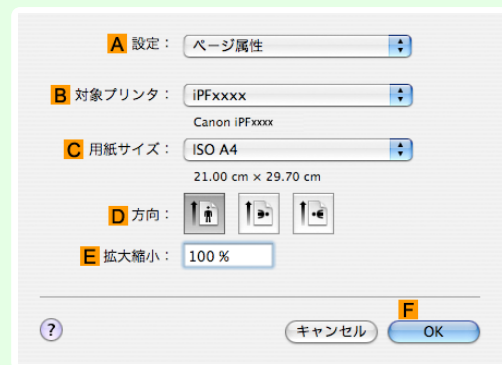 A 設定： ページ属性
B 対象プリンタ： iPFxxxx
Canon iPFxxxx
C 用紙サイズ： ISO A4
21.00 cm × 29.70 cm
D 方向：
E 拡大縮小： 100 %
F
? キャンセル OK